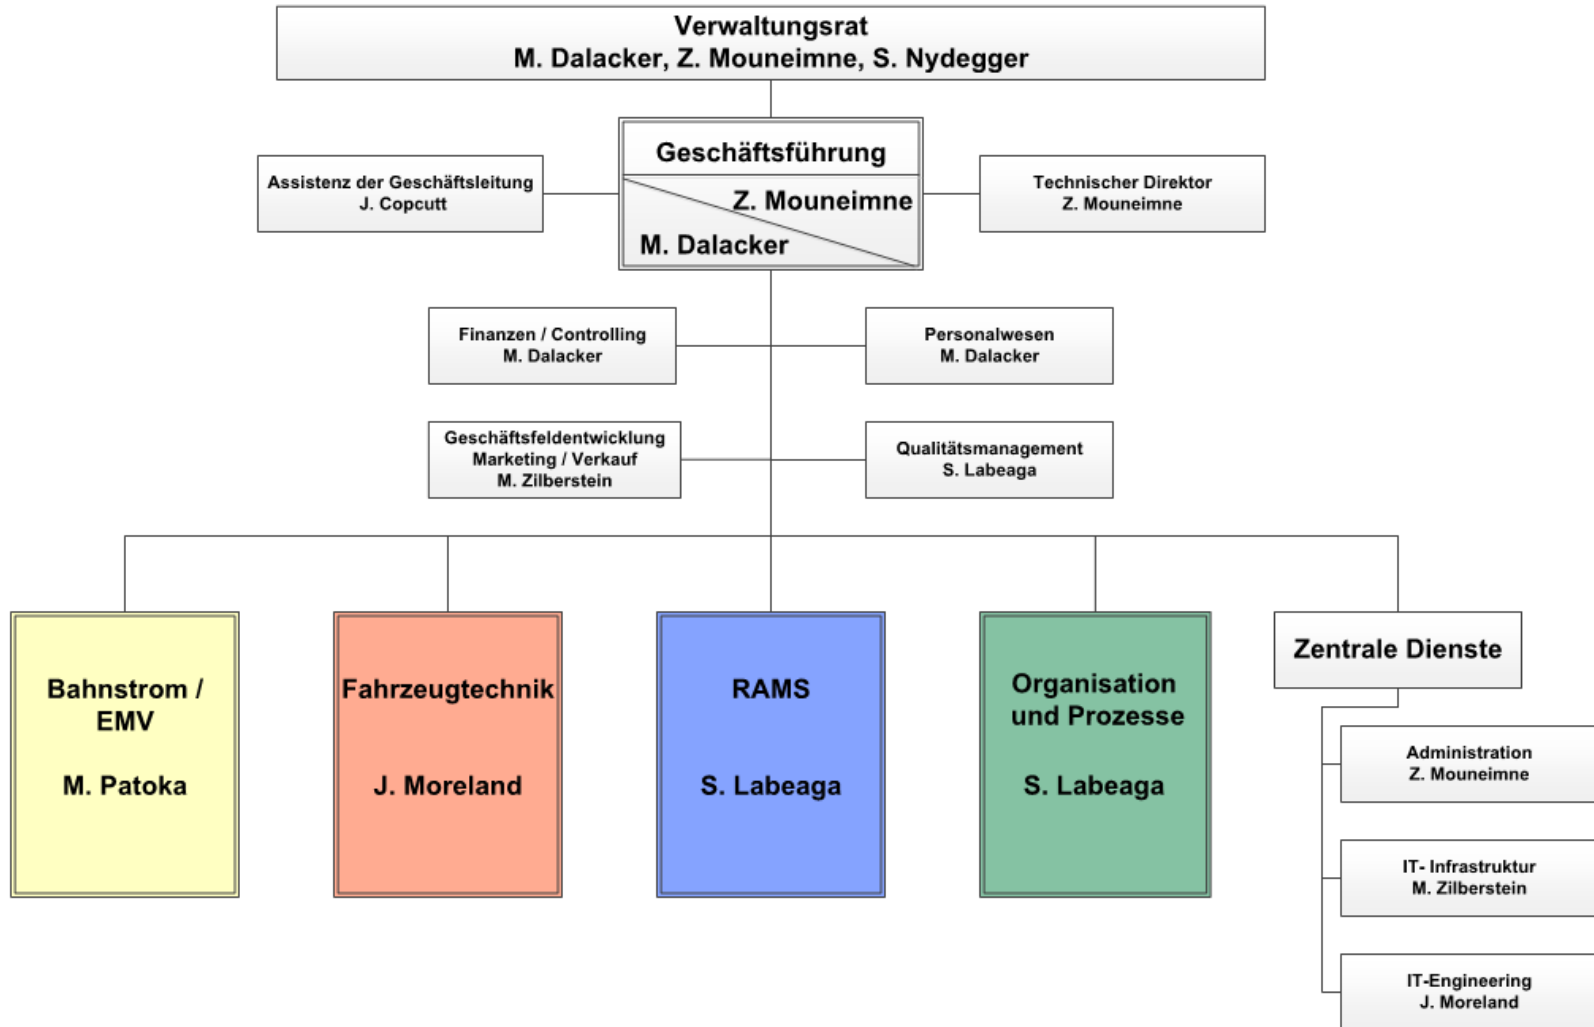 Verwaltungsrat
M. Dalacker, Z. Mouneimne, S. Nydegger
Geschäftsführung
Z. Mouneimne
M. Dalacker
Assistenz der Geschäftsleitung
J. Copcutt
Technischer Direktor
Z. Mouneimne
Finanzen / Controlling
M. Dalacker
Personalwesen
M. Dalacker
Geschäftsfeldentwicklung
Marketing / Verkauf
M. Zilberstein
Qualitätsmanagement
S. Labeaga
Bahnstrom /
EMV
M. Patoka
Fahrzeugtechnik
J. Moreland
RAMS
S. Labeaga
Organisation
und Prozesse
S. Labeaga
Zentrale Dienste
Administration
Z. Mouneimne
IT- Infrastruktur
M. Zilberstein
IT-Engineering
J. Moreland